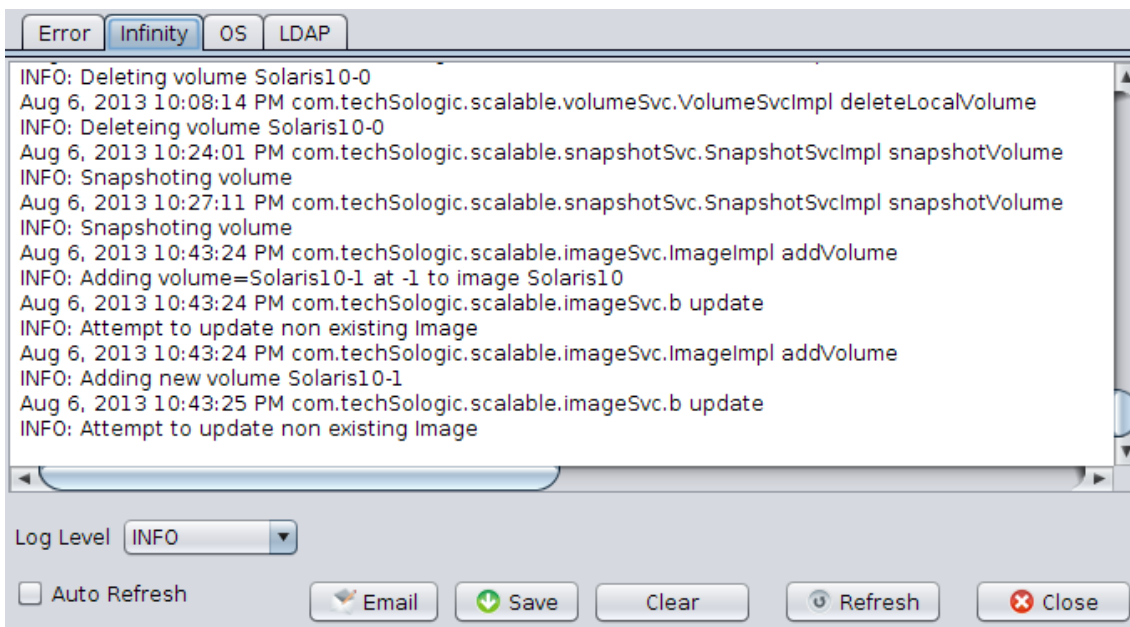 Error Infinity OS LDAP
INFO: Deleting volume Solaris10-0
Aug 6, 2013 10:08:14 PM com.techSologic.scalable.volumeSvc.VolumeSvcImpl deleteLocalVolume
INFO: Deleteing volume Solaris10-0
Aug 6, 2013 10:24:01 PM com.techSologic.scalable.snapshotSvc.SnapshotSvcImpl snapshotVolume
INFO: Snapshoting volume
Aug 6, 2013 10:27:11 PM com.techSologic.scalable.snapshotSvc.SnapshotSvcImpl snapshotVolume
INFO: Snapshoting volume
Aug 6, 2013 10:43:24 PM com.techSologic.scalable.imageSvc.ImageImpl addVolume
INFO: Adding volume=Solaris10-1 at -1 to image Solaris10
Aug 6, 2013 10:43:24 PM com.techSologic.scalable.imageSvc.b update
INFO: Attempt to update non existing Image
Aug 6, 2013 10:43:24 PM com.techSologic.scalable.imageSvc.ImageImpl addVolume
INFO: Adding new volume Solaris10-1
Aug 6, 2013 10:43:25 PM com.techSologic.scalable.imageSvc.b update
INFO: Attempt to update non existing Image
Log Level INFO
Auto Refresh Email Save Clear Refresh Close